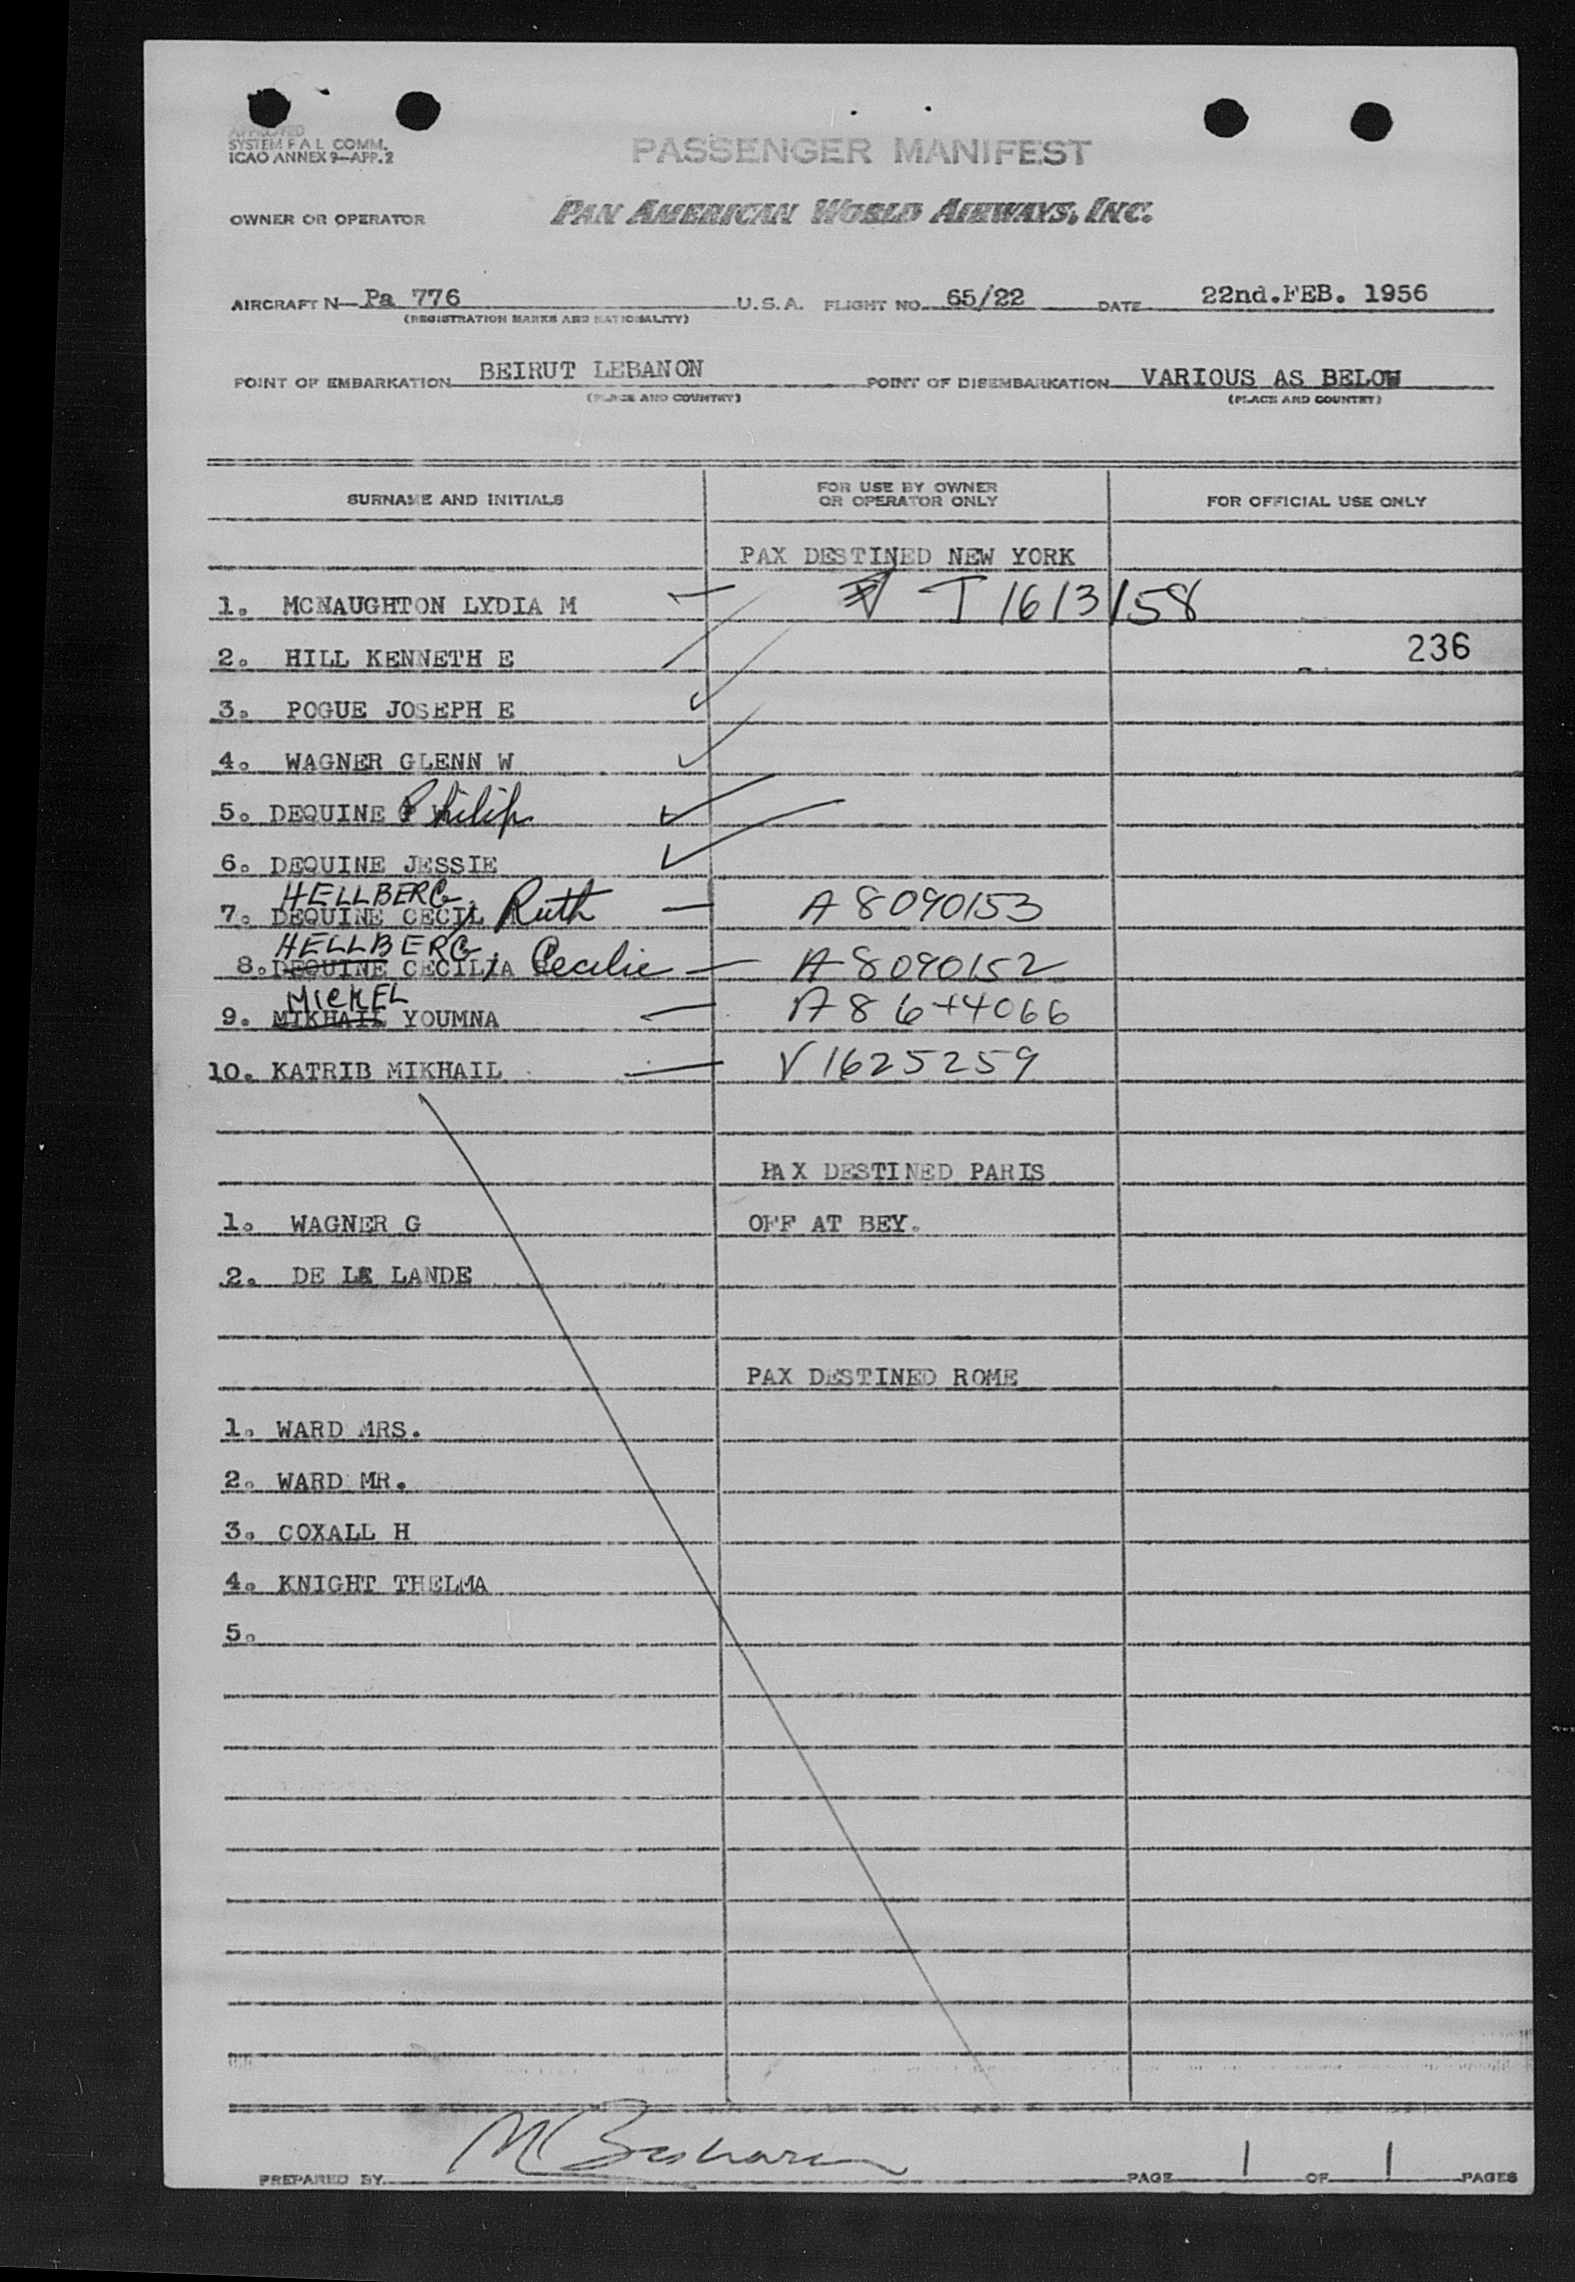 APPROVED
SYSTEM F A L COMM.
ICAO ANNEX 9—APP. 2
PASSENGER MANIFEST
OWNER OR OPERATOR PAN AMERICAN WORLD AIRWAYS, INC.
AIRCRAFT N— Pa 776 U.S.A. FLIGHT NO. 65/22 DATE 22nd.FEB. 1956
(REGISTRATION MARKS AND NATIONALITY)
POINT OF EMBARKATION BEIRUT LEBANON POINT OF DISEMBARKATION VARIOUS AS BELOW
(PLACE AND COUNTRY) (PLACE AND COUNTRY)
SURNAME AND INITIALS FOR USE BY OWNER OR OPERATOR ONLY FOR OFFICIAL USE ONLY
PAX DESTINED NEW YORK
1. MCNAUGHTON LYDIA M — T 1613158
2. HILL KENNETH E 236
3. POGUE JOSEPH E
4. WAGNER GLENN W
5. DEQUINE Philip
6. DEQUINE JESSIE
HELLBERG,
7. DEQUINE CECIL Ruth — A 8090153
HELLBERG,
8. DEQUINE CECILIA Cecilie — A 8090152
MICKEL
9. MIKHAIL YOUMNA — A 8644066
10. KATRIB MIKHAIL — V 1625259
PAX DESTINED PARIS
1. WAGNER G OFF AT BEY.
2. DE LA LANDE
PAX DESTINED ROME
1. WARD MRS.
2. WARD MR.
3. COXALL H
4. KNIGHT THELMA
5.
PREPARED BY PAGE 1 OF 1 PAGES